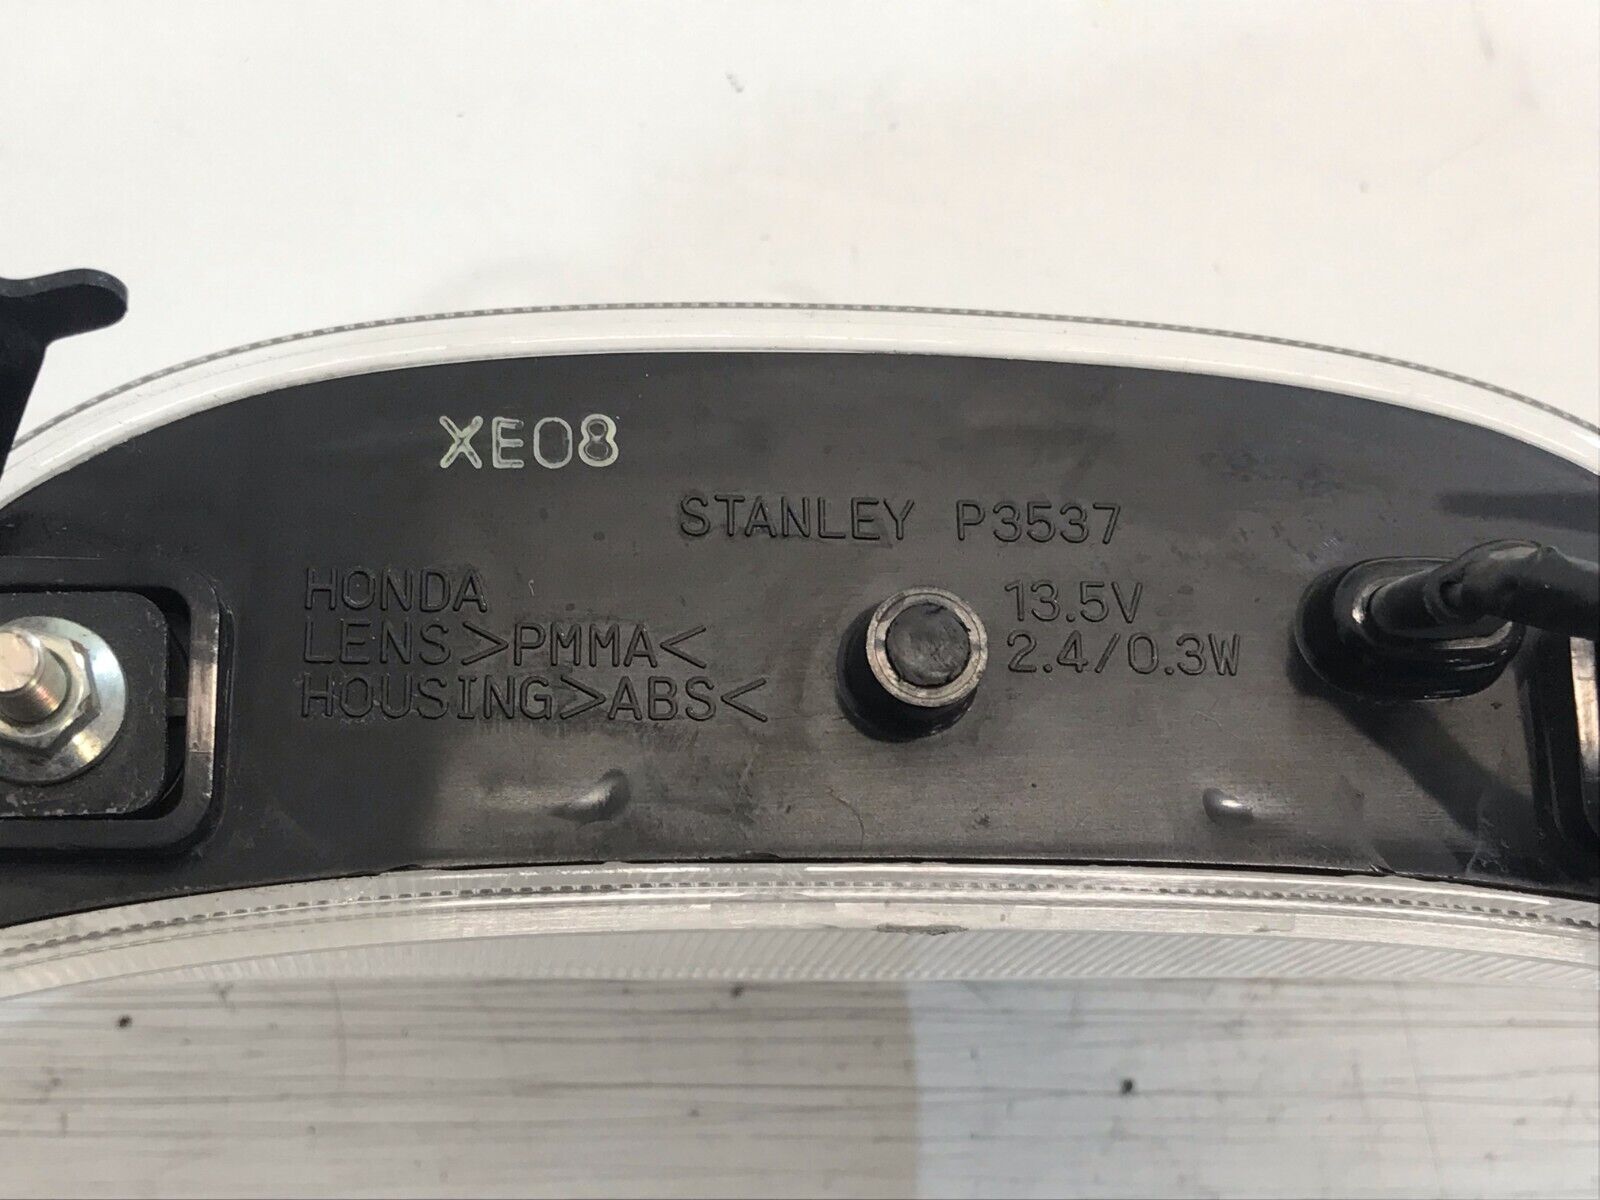 XE08
STANLEY P3537
HONDA
LENS>PMMA<
HOUSING>ABS<
13.5V
2.4/0.3W